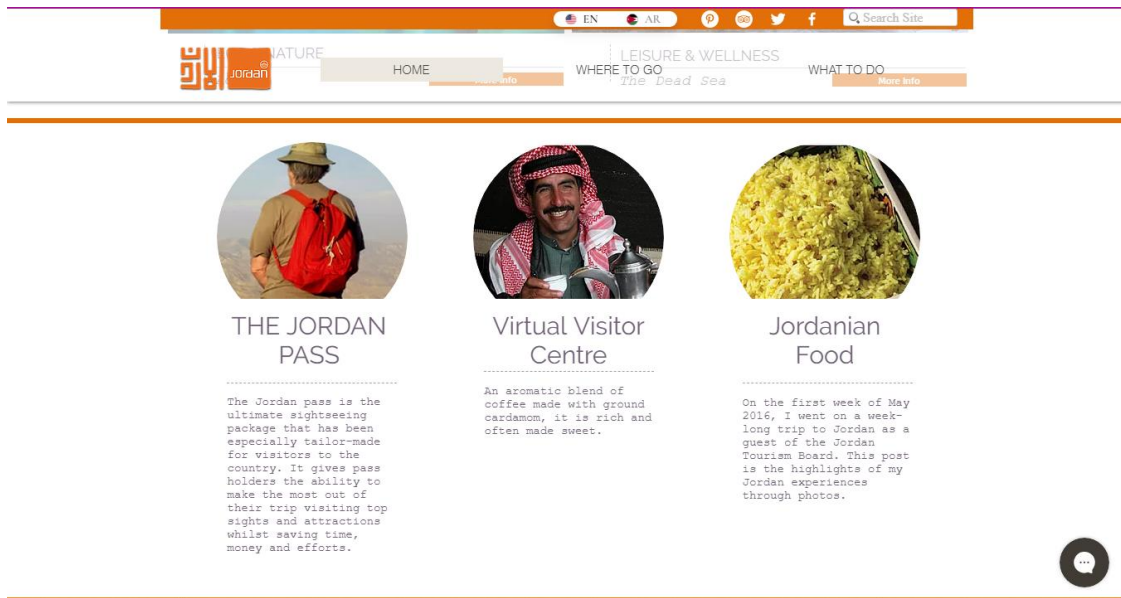 EN AR Search Site
NATURE LEISURE & WELLNESS
الأردن Jordan HOME WHERE TO GO WHAT TO DO
The Dead Sea
More Info More Info
THE JORDAN
PASS
The Jordan pass is the
ultimate sightseeing
package that has been
especially tailor-made
for visitors to the
country. It gives pass
holders the ability to
make the most out of
their trip visiting top
sights and attractions
whilst saving time,
money and efforts.
Virtual Visitor
Centre
An aromatic blend of
coffee made with ground
cardamom, it is rich and
often made sweet.
Jordanian
Food
On the first week of May
2016, I went on a week-
long trip to Jordan as a
guest of the Jordan
Tourism Board. This post
is the highlights of my
Jordan experiences
through photos.